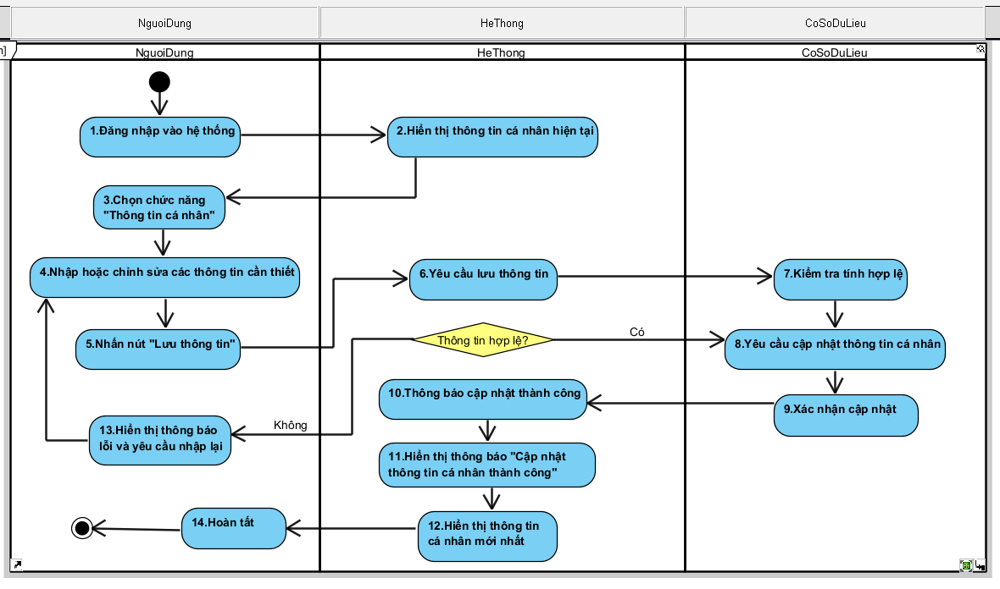 NguoiDung
HeThong
CoSoDuLieu
NguoiDung
HeThong
CoSoDuLieu
1.Đăng nhập vào hệ thống
2.Hiển thị thông tin cá nhân hiện tại
3.Chọn chức năng
"Thông tin cá nhân"
4.Nhập hoặc chỉnh sửa các thông tin cần thiết
6.Yêu cầu lưu thông tin
7.Kiểm tra tính hợp lệ
5.Nhấn nút "Lưu thông tin"
Thông tin hợp lệ?
Có
8.Yêu cầu cập nhật thông tin cá nhân
10.Thông báo cập nhật thành công
9.Xác nhận cập nhật
Không
13.Hiển thị thông báo
lỗi và yêu cầu nhập lại
11.Hiển thị thông báo "Cập nhật
thông tin cá nhân thành công"
14.Hoàn tất
12.Hiển thị thông tin
cá nhân mới nhất